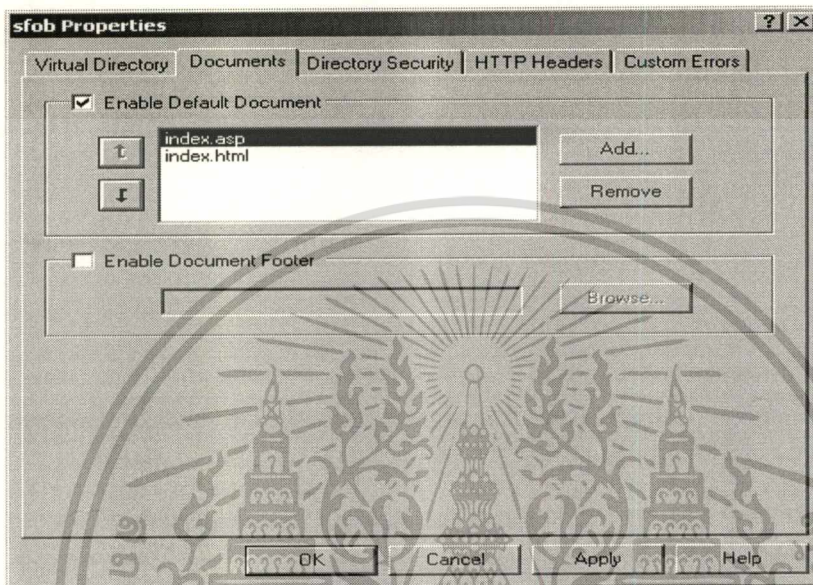 sfob Properties
Virtual Directory Documents Directory Security HTTP Headers Custom Errors
Enable Default Document
index.asp
index.html
Add...
Remove
Enable Document Footer
Browse...
OK Cancel Apply Help